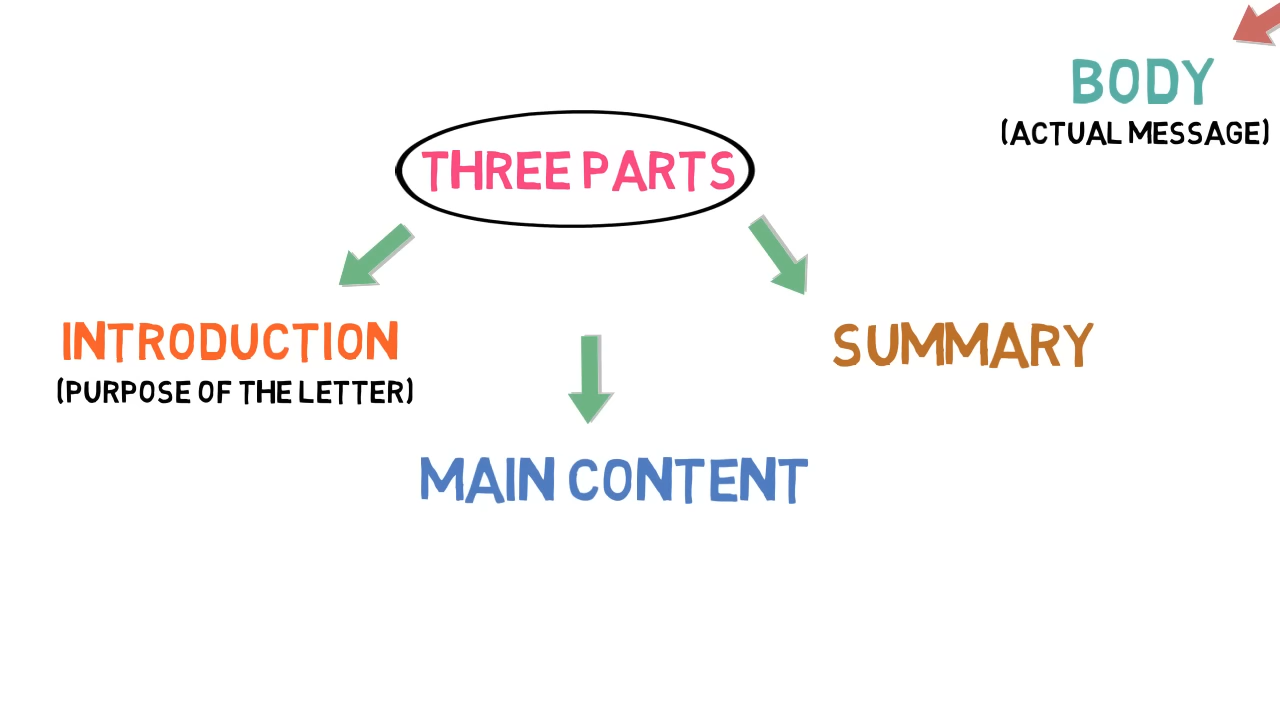 BODY
(ACTUAL MESSAGE)
THREE PARTS
INTRODUCTION
(PURPOSE OF THE LETTER)
SUMMARY
MAIN CONTENT